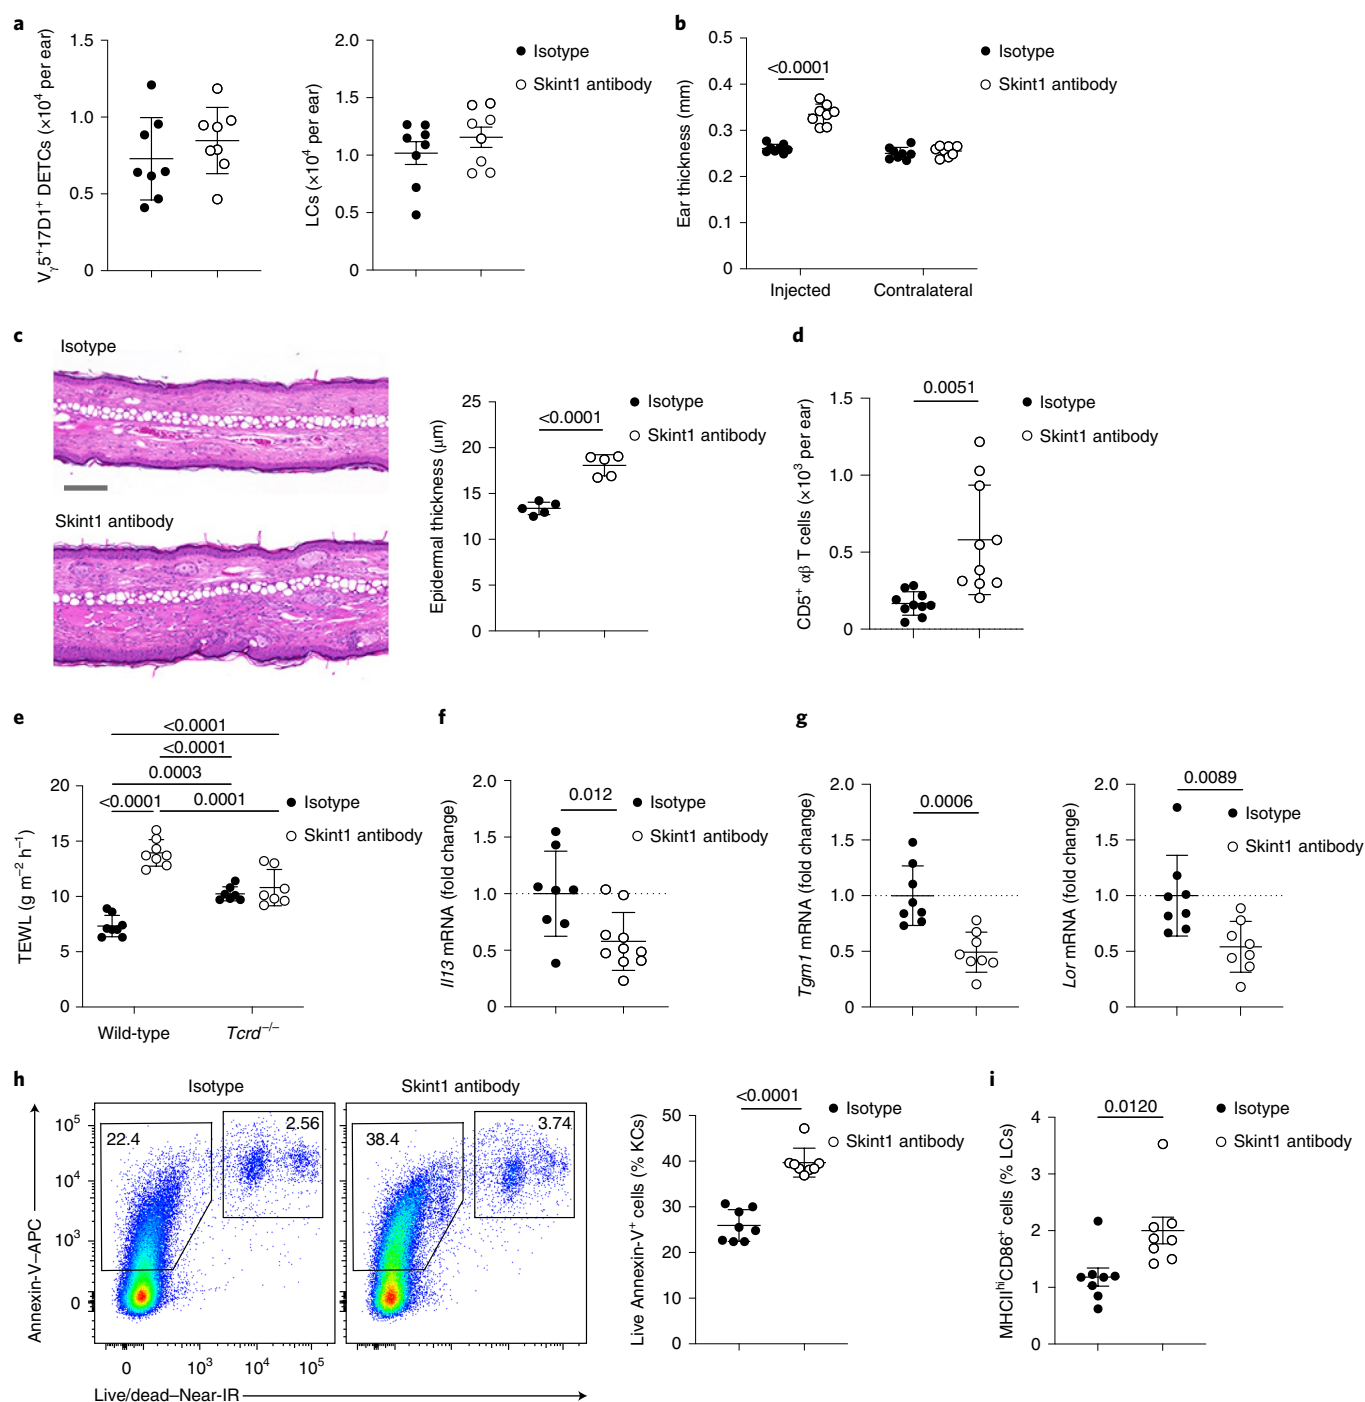 a
Vγ5⁺17D1⁺ DETCs (×10⁴ per ear)
1.5
1.0
0.5
0
LCs (×10⁴ per ear)
2.0
1.5
1.0
0.5
0
Isotype
Skint1 antibody
b
Ear thickness (mm)
0.5
0.4
0.3
0.2
0.1
0
<0.0001
Injected
Contralateral
Isotype
Skint1 antibody
c
Isotype
Skint1 antibody
Epidermal thickness (μm)
25
20
15
10
5
0
<0.0001
Isotype
Skint1 antibody
d
CD5⁺ αβ T cells (×10³ per ear)
1.5
1.0
0.5
0
0.0051
Isotype
Skint1 antibody
e
<0.0001
<0.0001
0.0003
<0.0001
0.0001
TEWL (g m⁻² h⁻¹)
20
15
10
5
0
Wild-type
Tcrd⁻/⁻
Isotype
Skint1 antibody
f
Il13 mRNA (fold change)
2.0
1.5
1.0
0.5
0
0.012
Isotype
Skint1 antibody
g
Tgm1 mRNA (fold change)
2.0
1.5
1.0
0.5
0
0.0006
Lor mRNA (fold change)
2.0
1.5
1.0
0.5
0
0.0089
Isotype
Skint1 antibody
h
Isotype
Skint1 antibody
22.4
2.56
38.4
3.74
Annexin-V–APC
10⁵
10⁴
10³
0
0
10³
10⁴
10⁵
Live/dead–Near-IR
Live Annexin-V⁺ cells (% KCs)
50
40
30
20
10
0
<0.0001
Isotype
Skint1 antibody
i
MHCIIʰⁱCD86⁺ cells (% LCs)
4
3
2
1
0
0.0120
Isotype
Skint1 antibody